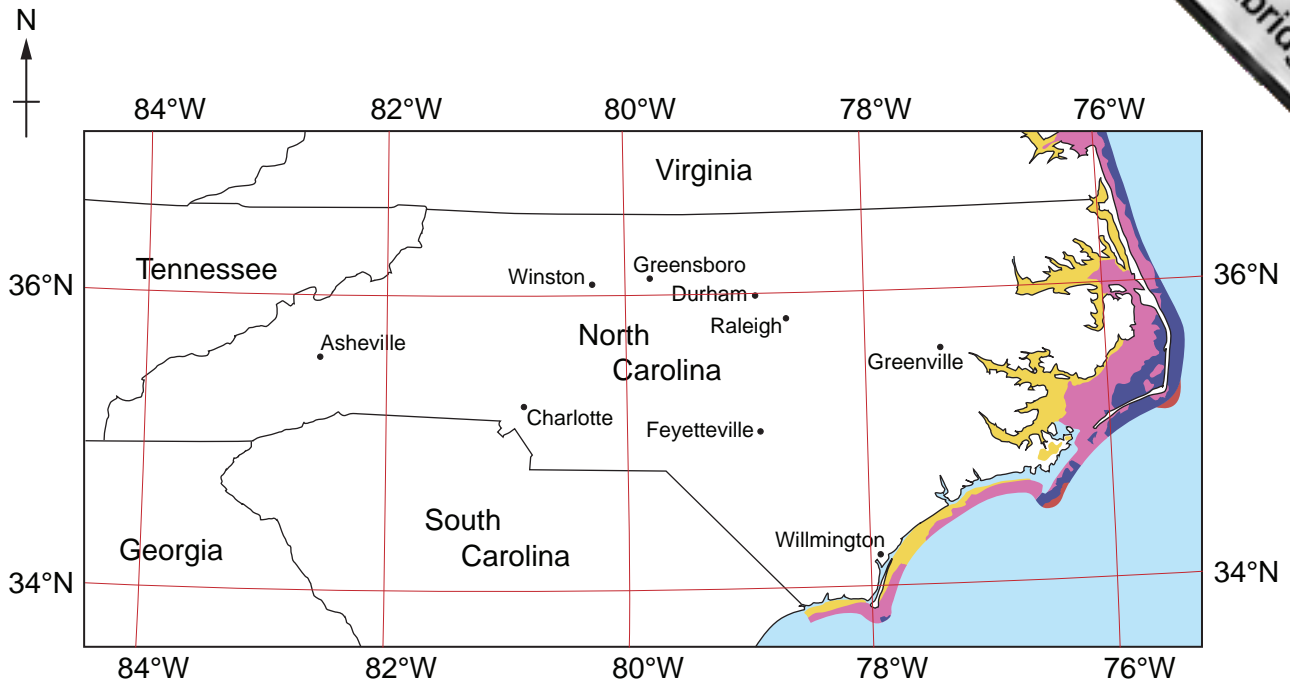 N
84°W 82°W 80°W 78°W 76°W
Virginia
Tennessee
36°N
36°N
Winston
Greensboro
Durham
Raleigh
North
Carolina
Asheville
Greenville
Charlotte
Feyetteville
South
Carolina
Georgia
Willmington
34°N
34°N
84°W 82°W 80°W 78°W 76°W